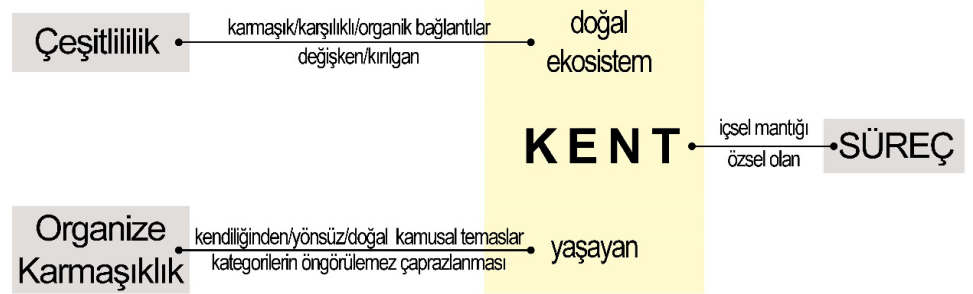 Çeşitlililik
karmaşık/karşılıklı/organik bağlantılar
değişken/kırılgan
doğal
ekosistem
KENT
içsel mantığı
özsel olan
SÜREÇ
Organize
Karmaşıklık
kendiliğinden/yönsüz/doğal kamusal temaslar
kategorilerin öngörülemez çaprazlanması
yaşayan